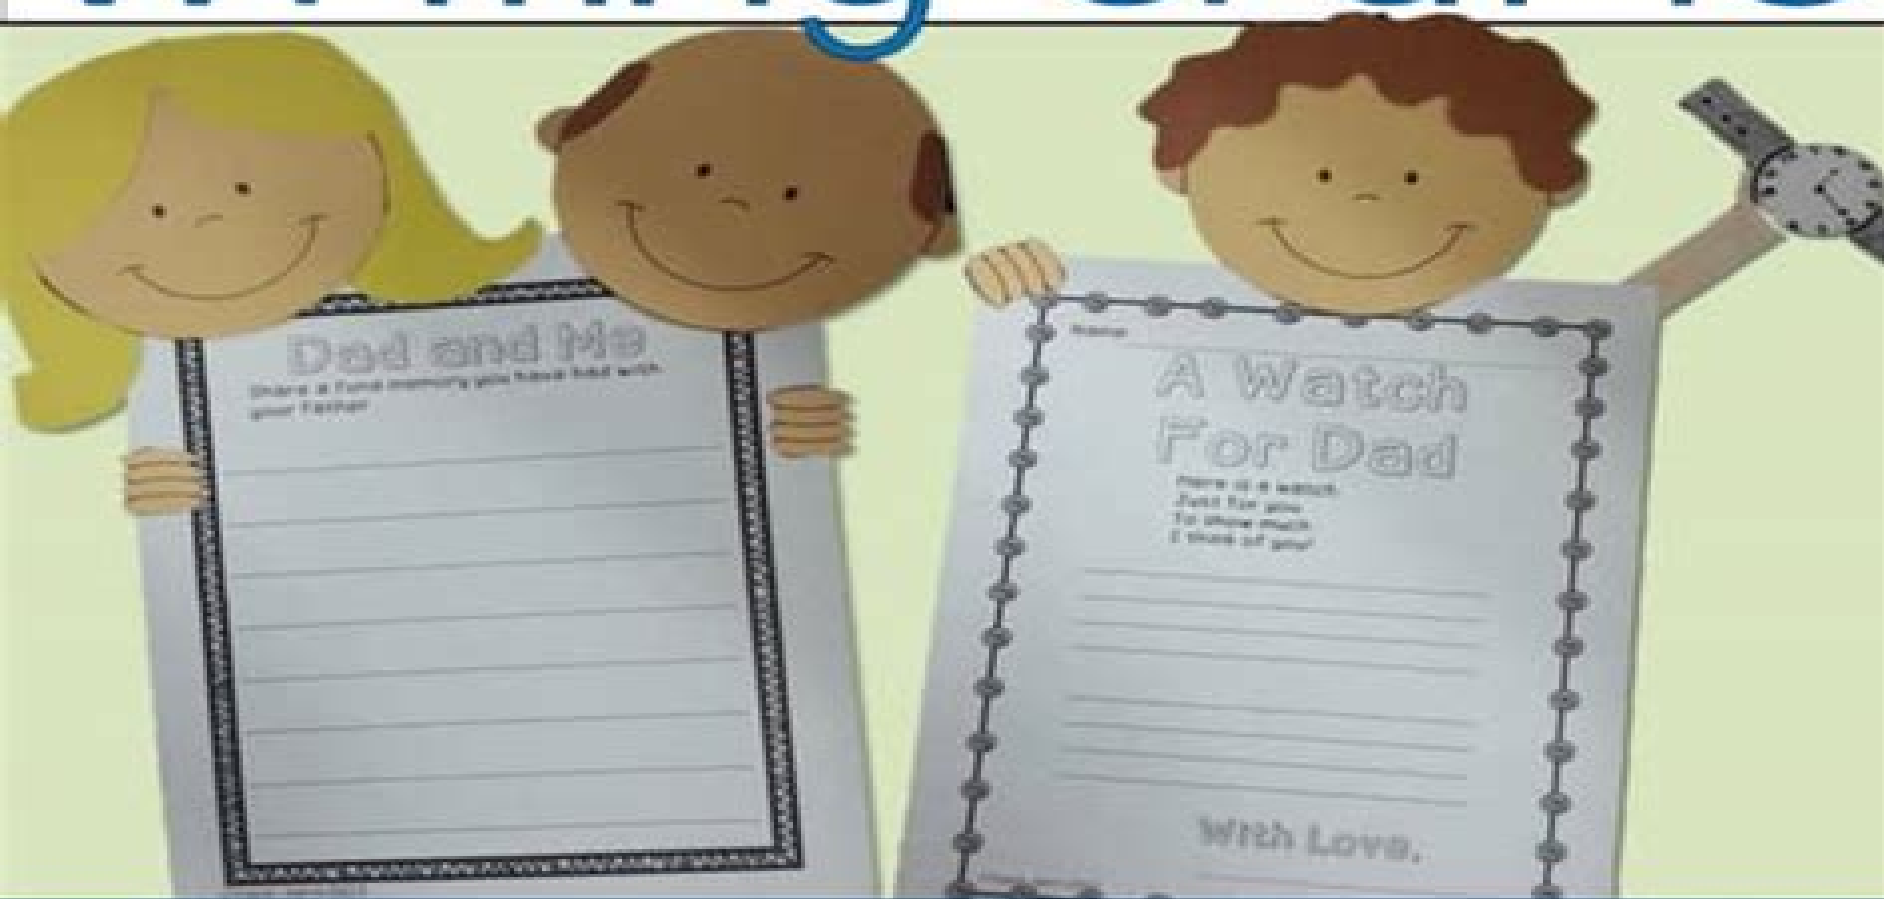 Dad and Me
Share a fond memory you have had with
your father
Name
A Watch
For Dad
Here is a watch
Just for you
To show much
I think of you!
With Love,